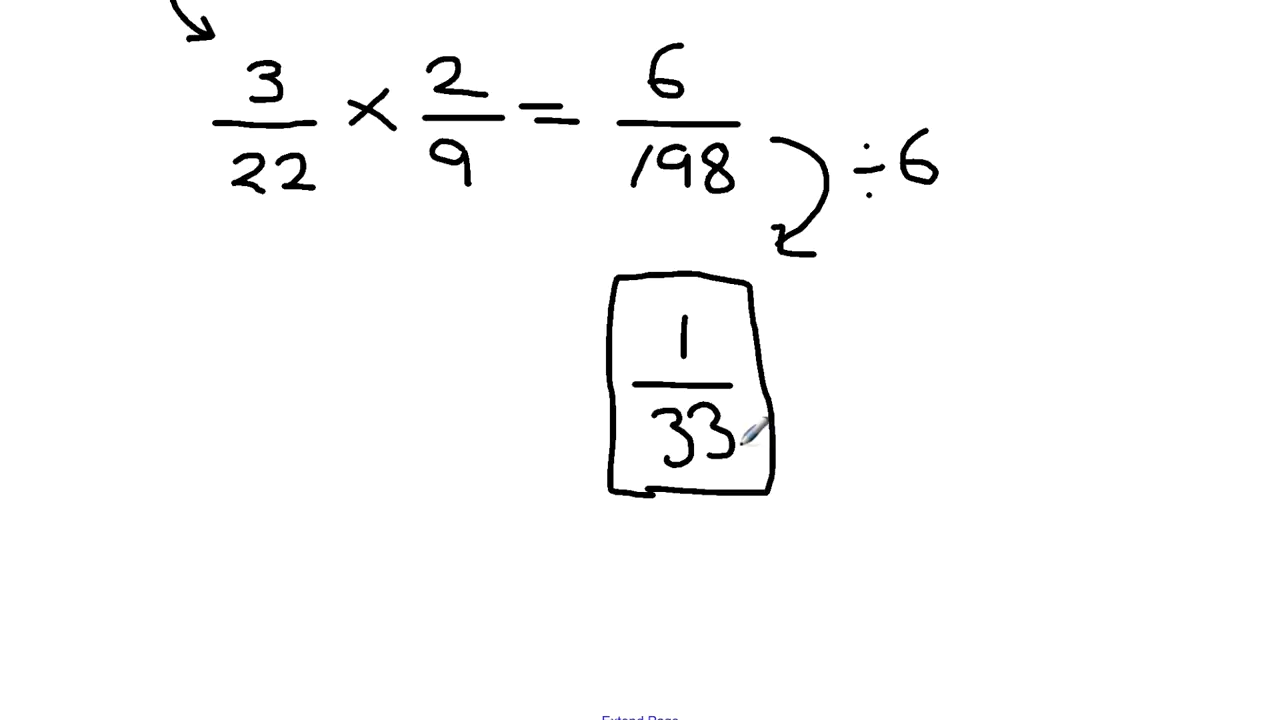 3/22 × 2/9 = 6/198 ÷6
1/33